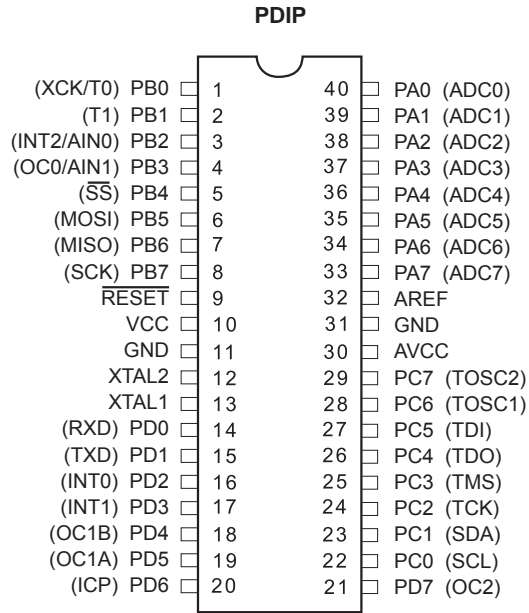 PDIP
(XCK/T0) PB0 1 40 PA0 (ADC0)
(T1) PB1 2 39 PA1 (ADC1)
(INT2/AIN0) PB2 3 38 PA2 (ADC2)
(OC0/AIN1) PB3 4 37 PA3 (ADC3)
(S̅S̅) PB4 5 36 PA4 (ADC4)
(MOSI) PB5 6 35 PA5 (ADC5)
(MISO) PB6 7 34 PA6 (ADC6)
(SCK) PB7 8 33 PA7 (ADC7)
R̅E̅S̅E̅T̅ 9 32 AREF
VCC 10 31 GND
GND 11 30 AVCC
XTAL2 12 29 PC7 (TOSC2)
XTAL1 13 28 PC6 (TOSC1)
(RXD) PD0 14 27 PC5 (TDI)
(TXD) PD1 15 26 PC4 (TDO)
(INT0) PD2 16 25 PC3 (TMS)
(INT1) PD3 17 24 PC2 (TCK)
(OC1B) PD4 18 23 PC1 (SDA)
(OC1A) PD5 19 22 PC0 (SCL)
(ICP) PD6 20 21 PD7 (OC2)